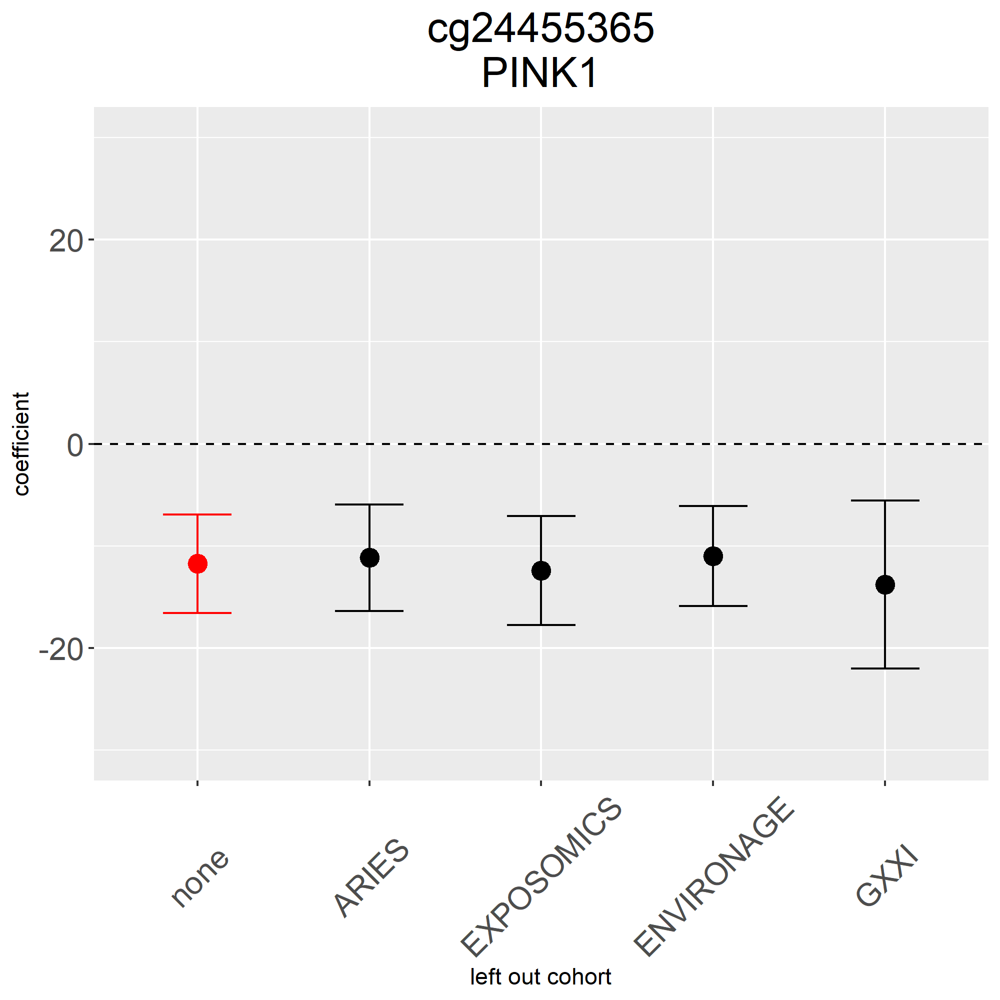 cg24455365
PINK1
coefficient
20
0
-20
none
ARIES
EXPOSOMICS
ENVIRONAGE
GXXI
left out cohort